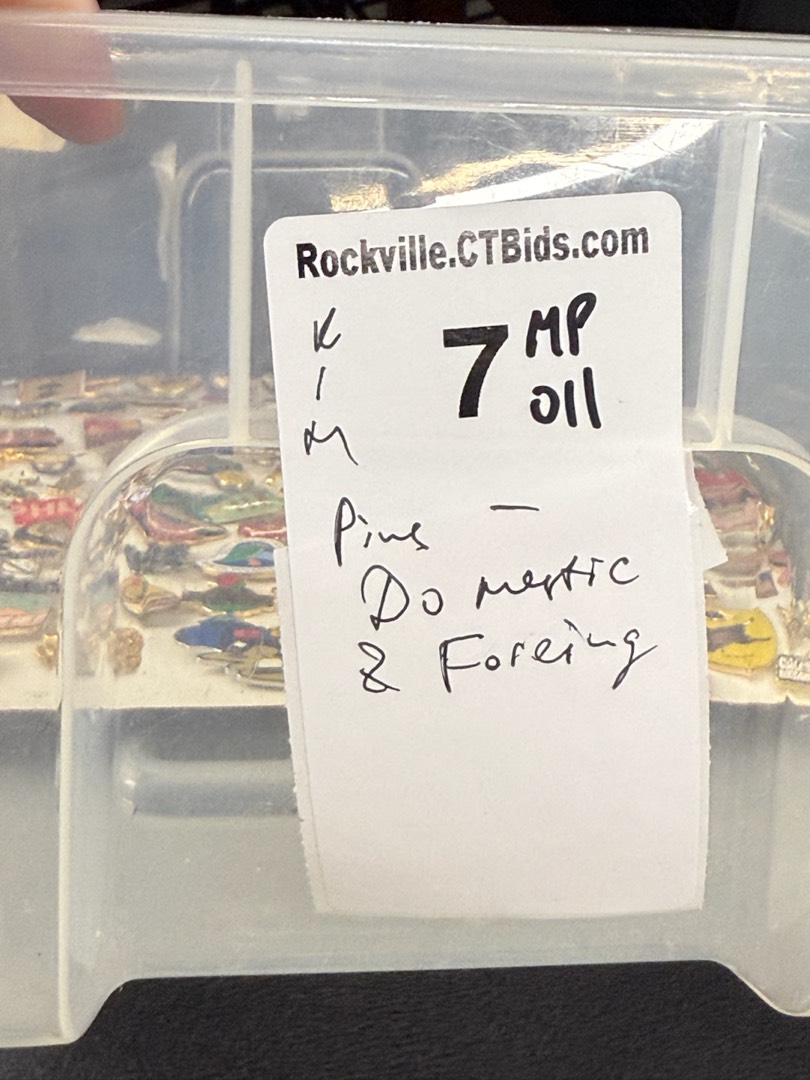 Rockville.CTBids.com
K
I
M
7 MP
011
Pins —
Domestic
& Foreing